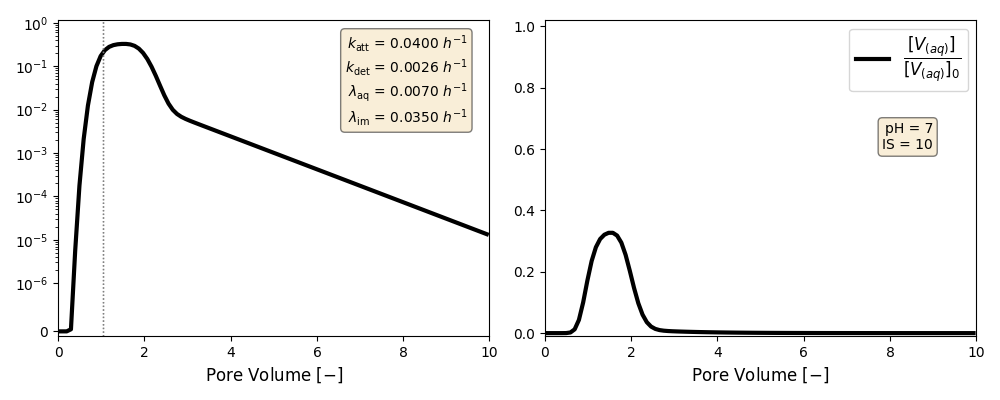 10⁰
10⁻¹
10⁻²
10⁻³
10⁻⁴
10⁻⁵
10⁻⁶
0
0 2 4 6 8 10
Pore Volume [−]
k_att = 0.0400 h⁻¹
k_det = 0.0026 h⁻¹
λ_aq = 0.0070 h⁻¹
λ_im = 0.0350 h⁻¹
1.0
0.8
0.6
0.4
0.2
0.0
0 2 4 6 8 10
Pore Volume [−]
[V_(aq)]
[V_(aq)]₀
pH = 7
IS = 10